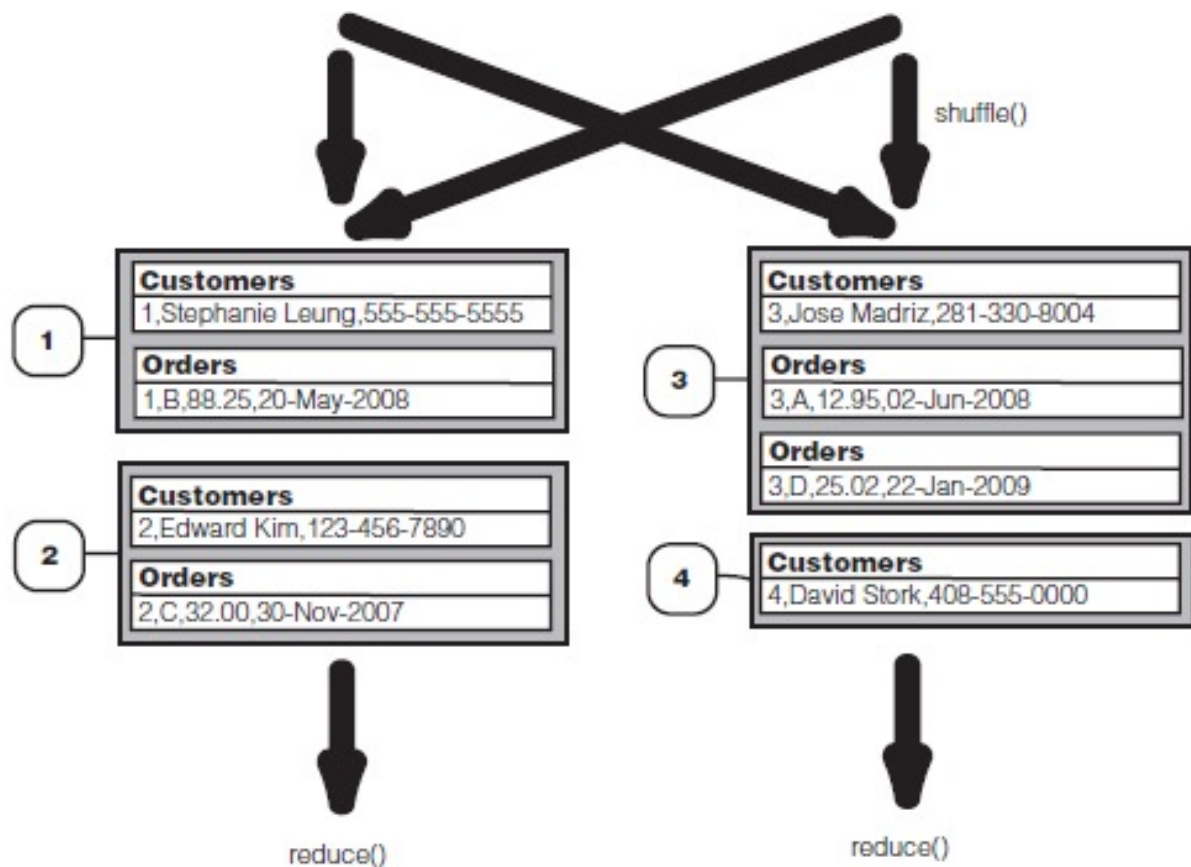 shuffle()
1
Customers
1,Stephanie Leung,555-555-5555
Orders
1,B,88.25,20-May-2008
2
Customers
2,Edward Kim,123-456-7890
Orders
2,C,32.00,30-Nov-2007
3
Customers
3,Jose Madriz,281-330-8004
Orders
3,A,12.95,02-Jun-2008
Orders
3,D,25.02,22-Jan-2009
4
Customers
4,David Stork,408-555-0000
reduce()
reduce()